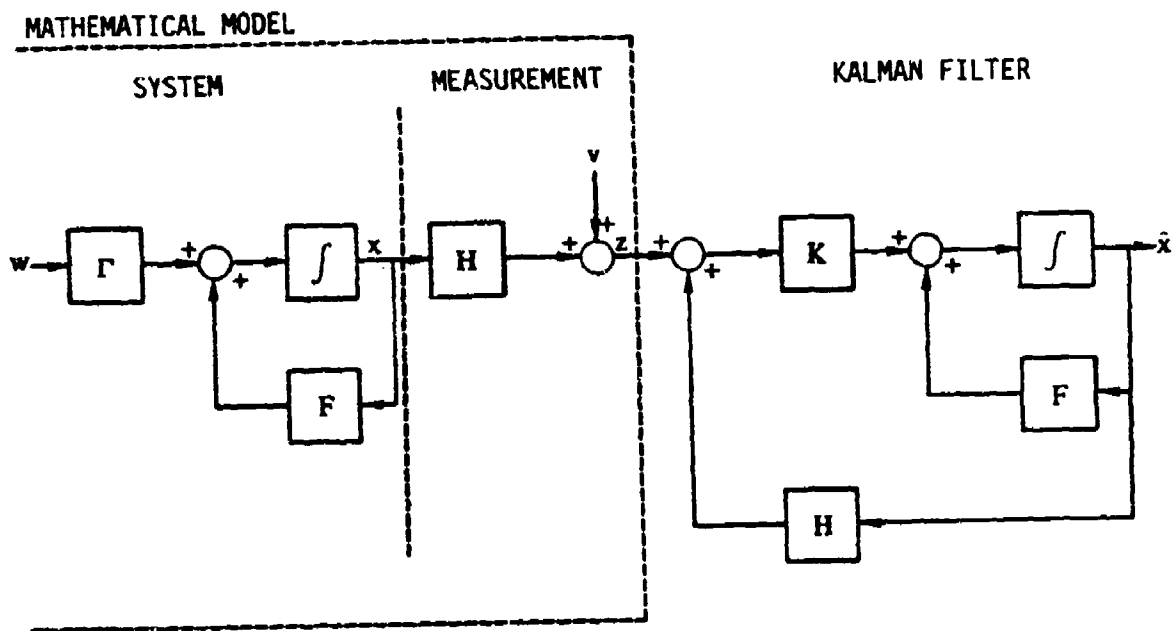 MATHEMATICAL MODEL
SYSTEM
MEASUREMENT
KALMAN FILTER
v
+
w
Γ
+
+
∫
x
H
+
z
+
+
K
+
+
∫
x̂
F
F
H